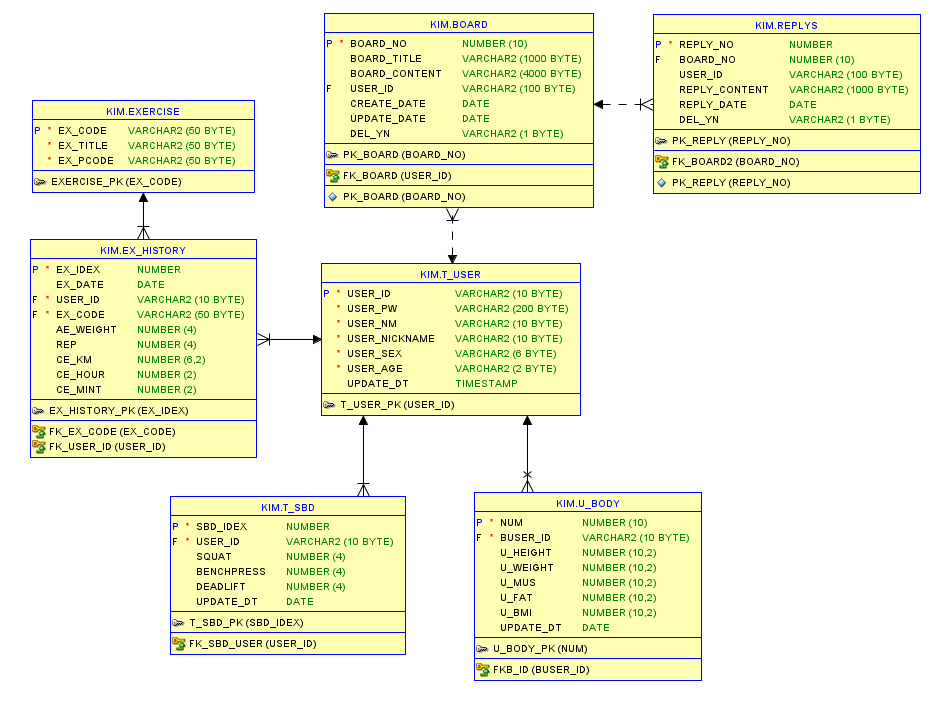 KIM.BOARD
P * BOARD_NO NUMBER (10)
BOARD_TITLE VARCHAR2 (1000 BYTE)
BOARD_CONTENT VARCHAR2 (4000 BYTE)
F USER_ID VARCHAR2 (100 BYTE)
CREATE_DATE DATE
UPDATE_DATE DATE
DEL_YN VARCHAR2 (1 BYTE)
PK_BOARD (BOARD_NO)
FK_BOARD (USER_ID)
PK_BOARD (BOARD_NO)
KIM.REPLYS
P * REPLY_NO NUMBER
F BOARD_NO NUMBER (10)
USER_ID VARCHAR2 (100 BYTE)
REPLY_CONTENT VARCHAR2 (1000 BYTE)
REPLY_DATE DATE
DEL_YN VARCHAR2 (1 BYTE)
PK_REPLY (REPLY_NO)
FK_BOARD2 (BOARD_NO)
PK_REPLY (REPLY_NO)
KIM.EXERCISE
P * EX_CODE VARCHAR2 (50 BYTE)
* EX_TITLE VARCHAR2 (50 BYTE)
* EX_PCODE VARCHAR2 (50 BYTE)
EXERCISE_PK (EX_CODE)
KIM.EX_HISTORY
P * EX_IDEX NUMBER
EX_DATE DATE
F * USER_ID VARCHAR2 (10 BYTE)
F * EX_CODE VARCHAR2 (50 BYTE)
AE_WEIGHT NUMBER (4)
REP NUMBER (4)
CE_KM NUMBER (6,2)
CE_HOUR NUMBER (2)
CE_MINT NUMBER (2)
EX_HISTORY_PK (EX_IDEX)
FK_EX_CODE (EX_CODE)
FK_USER_ID (USER_ID)
KIM.T_USER
P * USER_ID VARCHAR2 (10 BYTE)
* USER_PW VARCHAR2 (200 BYTE)
* USER_NM VARCHAR2 (10 BYTE)
* USER_NICKNAME VARCHAR2 (10 BYTE)
* USER_SEX VARCHAR2 (6 BYTE)
* USER_AGE VARCHAR2 (2 BYTE)
UPDATE_DT TIMESTAMP
T_USER_PK (USER_ID)
KIM.T_SBD
P * SBD_IDEX NUMBER
F * USER_ID VARCHAR2 (10 BYTE)
SQUAT NUMBER (4)
BENCHPRESS NUMBER (4)
DEADLIFT NUMBER (4)
UPDATE_DT DATE
T_SBD_PK (SBD_IDEX)
FK_SBD_USER (USER_ID)
KIM.U_BODY
P * NUM NUMBER (10)
F * BUSER_ID VARCHAR2 (10 BYTE)
U_HEIGHT NUMBER (10,2)
U_WEIGHT NUMBER (10,2)
U_MUS NUMBER (10,2)
U_FAT NUMBER (10,2)
U_BMI NUMBER (10,2)
UPDATE_DT DATE
U_BODY_PK (NUM)
FKB_ID (BUSER_ID)